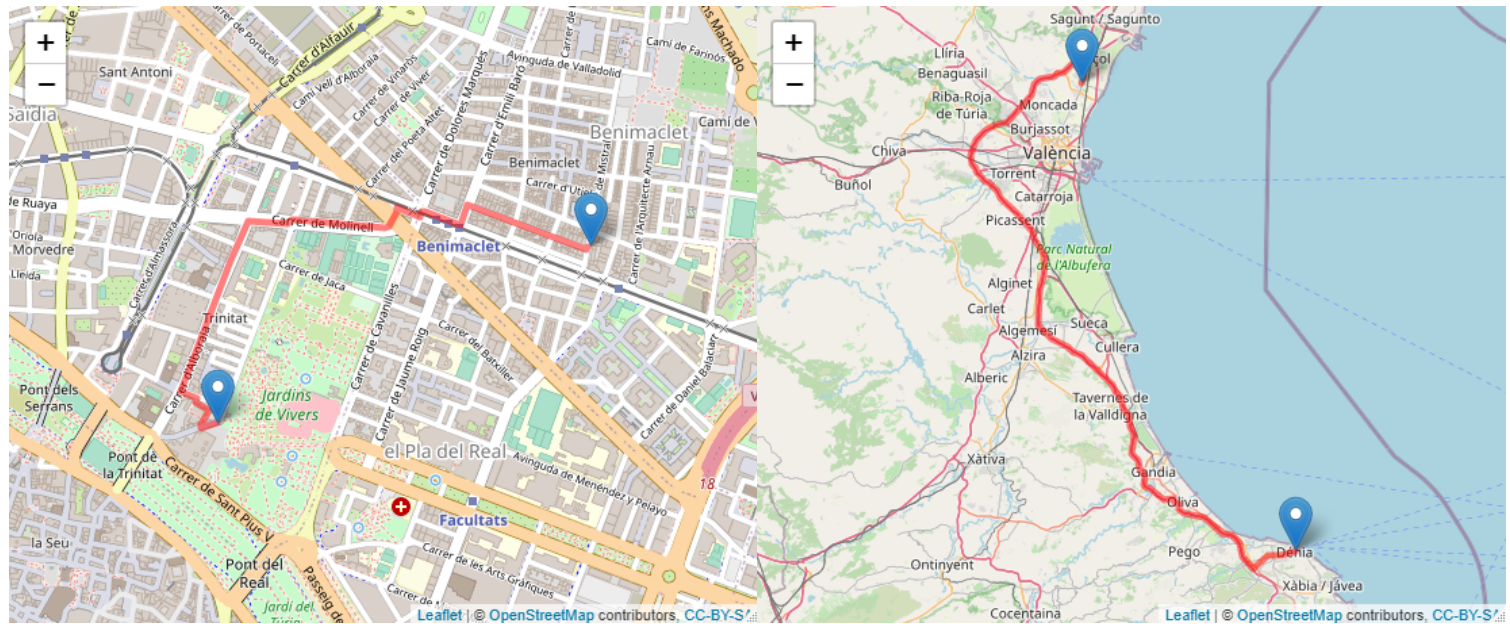 +
−
Sant Antoni
Carrer d'Alfauir
Camí Vell d'Alboraia
Carrer de Vinaròs
Carrer de Viver
Carrer del Poeta Altet
Carrer de Dolores Marqués
Carrer d'Emili Baró
Avinguda de Valladolid
Camí de Farinós
Machado
Benimaclet
Benimaclet
Camí de V
Carrer d'Utiel
de Mistral
Carrer de l'Arquitecte Arnau
de Ruaya
Oriola
Morvedre
Lleida
Carrer d'Almassora
Carrer de Molinell
Benimaclet
Carrer de Jaca
Trinitat
Carrer d'Alboraia
Carrer de Cavanilles
Carrer de Jaume Roig
Carrer del Batxiller
Carrer de Daniel Balaciart
Pont dels
Serrans
Jardins
de Vivers
Pont de
la Trinitat
el Pla del Real
Carrer de Sant Pius V
Avinguda de Menéndez y Pelayo
18
Facultats
la Seu
Pont del
Real
Passeig de
Carrer de les Arts Gràfiques
Jardí del
Leaflet | © OpenStreetMap contributors, CC-BY-S
+
−
Sagunt / Sagunto
Llíria
Benaguasil
Riba-Roja
de Túria
Moncada
Burjassot
Chiva
València
Torrent
Buñol
Catarroja
Picassent
Parc Natural
de l'Albufera
Alginet
Carlet
Algemesí
Sueca
Alzira
Cullera
Alberic
Tavernes de
la Valldigna
Xàtiva
Gandia
Oliva
Pego
Dénia
Ontinyent
Xàbia / Jávea
Cocentaina
Leaflet | © OpenStreetMap contributors, CC-BY-S